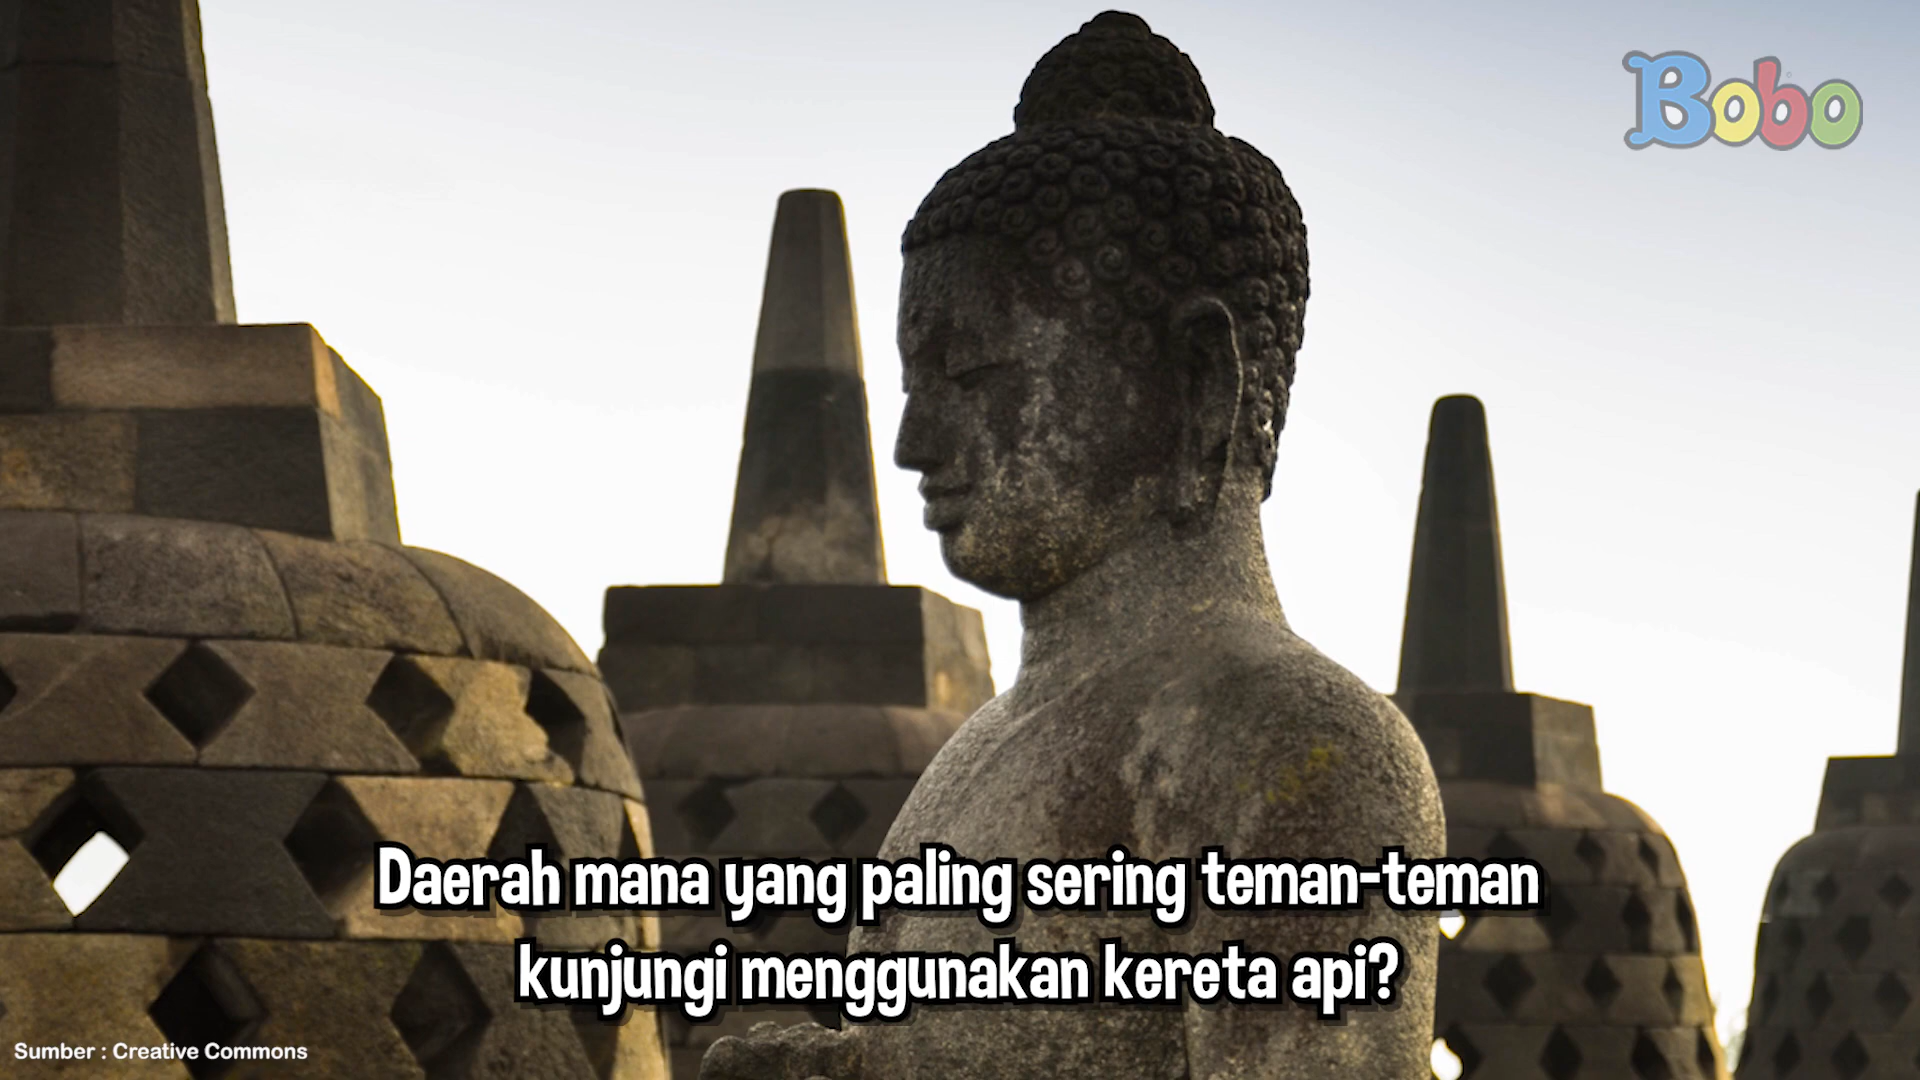 Bobo
Daerah mana yang paling sering teman-teman
kunjungi menggunakan kereta api?
Sumber : Creative Commons